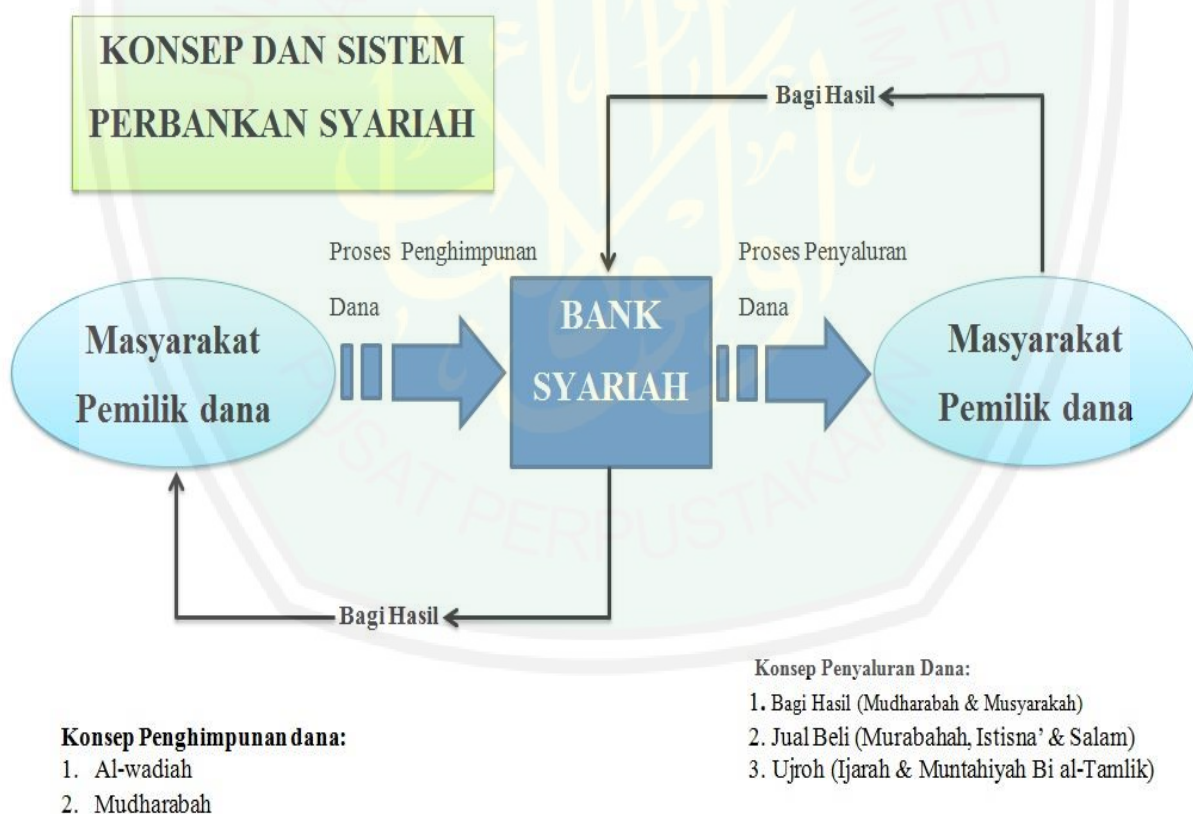 KONSEP DAN SISTEM
PERBANKAN SYARIAH
Bagi Hasil
Proses Penghimpunan
Dana
Proses Penyaluran
Dana
Masyarakat
Pemilik dana
BANK
SYARIAH
Masyarakat
Pemilik dana
PUSAT PERPUSTAKAAN
Bagi Hasil
Konsep Penyaluran Dana:
1. Bagi Hasil (Mudharabah & Musyarakah)
2. Jual Beli (Murabahah, Istisna’ & Salam)
3. Ujroh (Ijarah & Muntahiyah Bi al-Tamlik)
Konsep Penghimpunan dana:
1. Al-wadiah
2. Mudharabah